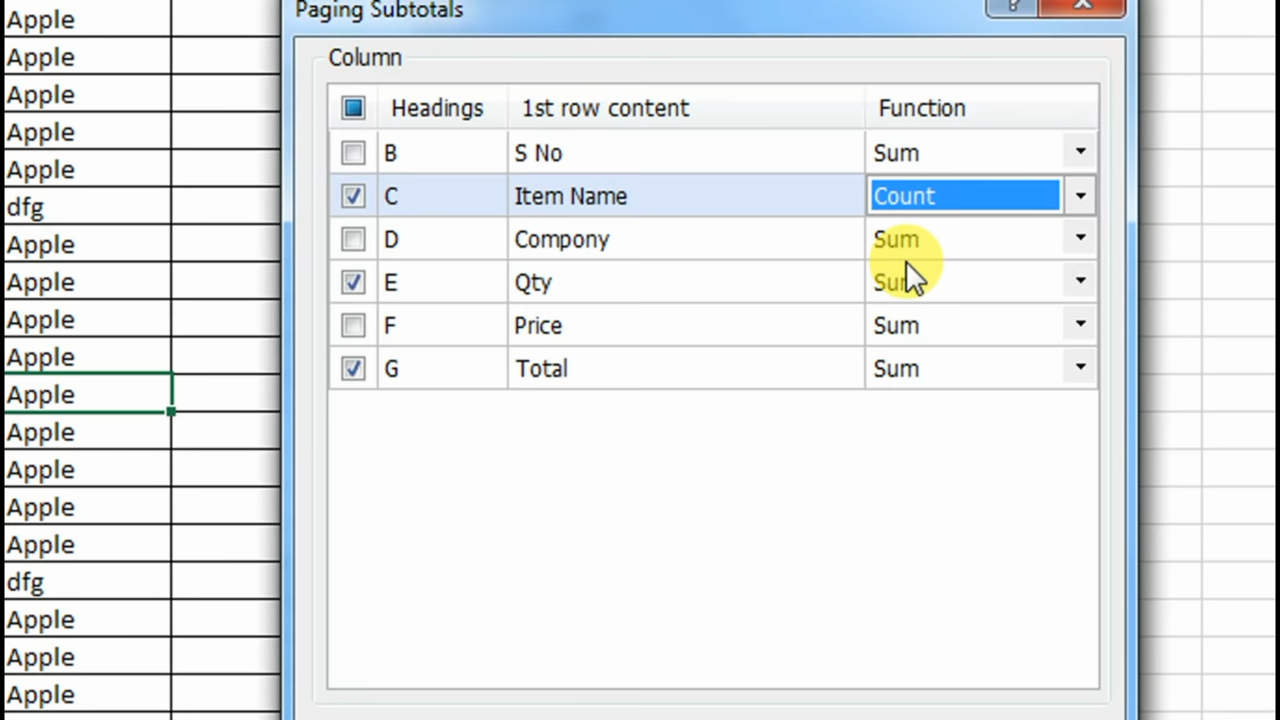 Paging Subtotals
?
Column
Headings 1st row content Function
B S No Sum
C Item Name Count
D Compony Sum
E Qty Sum
F Price Sum
G Total Sum
Apple
Apple
Apple
Apple
Apple
dfg
Apple
Apple
Apple
Apple
Apple
Apple
Apple
Apple
Apple
dfg
Apple
Apple
Apple